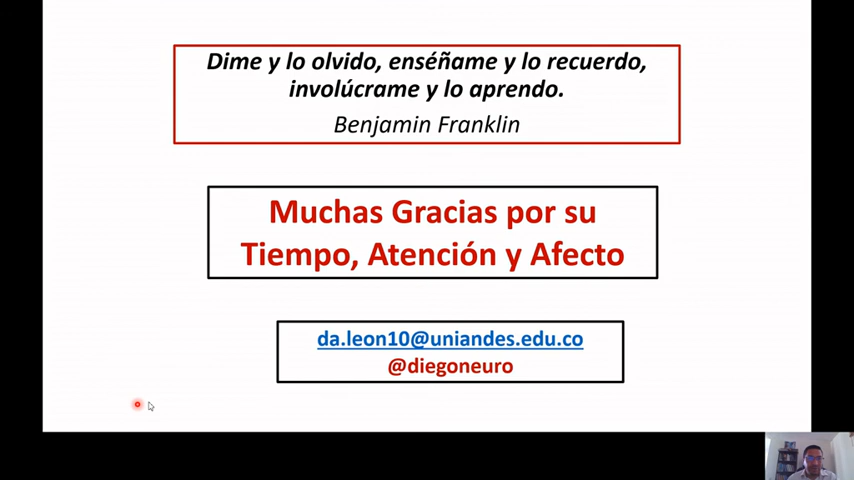 Dime y lo olvido, enséñame y lo recuerdo,
involúcrame y lo aprendo.
Benjamin Franklin
Muchas Gracias por su
Tiempo, Atención y Afecto
da.leon10@uniandes.edu.co
@diegoneuro